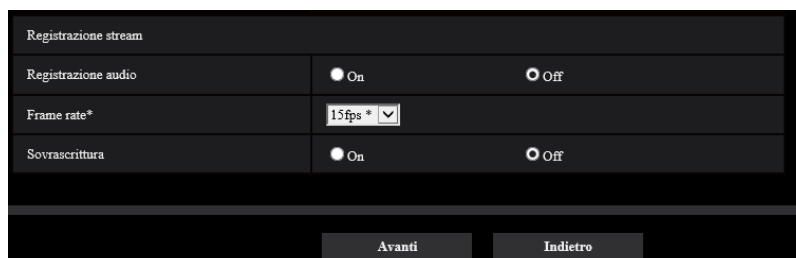 Registrazione stream
Registrazione audio On Off
Frame rate* 15fps *
Sovrascrittura On Off
Avanti Indietro